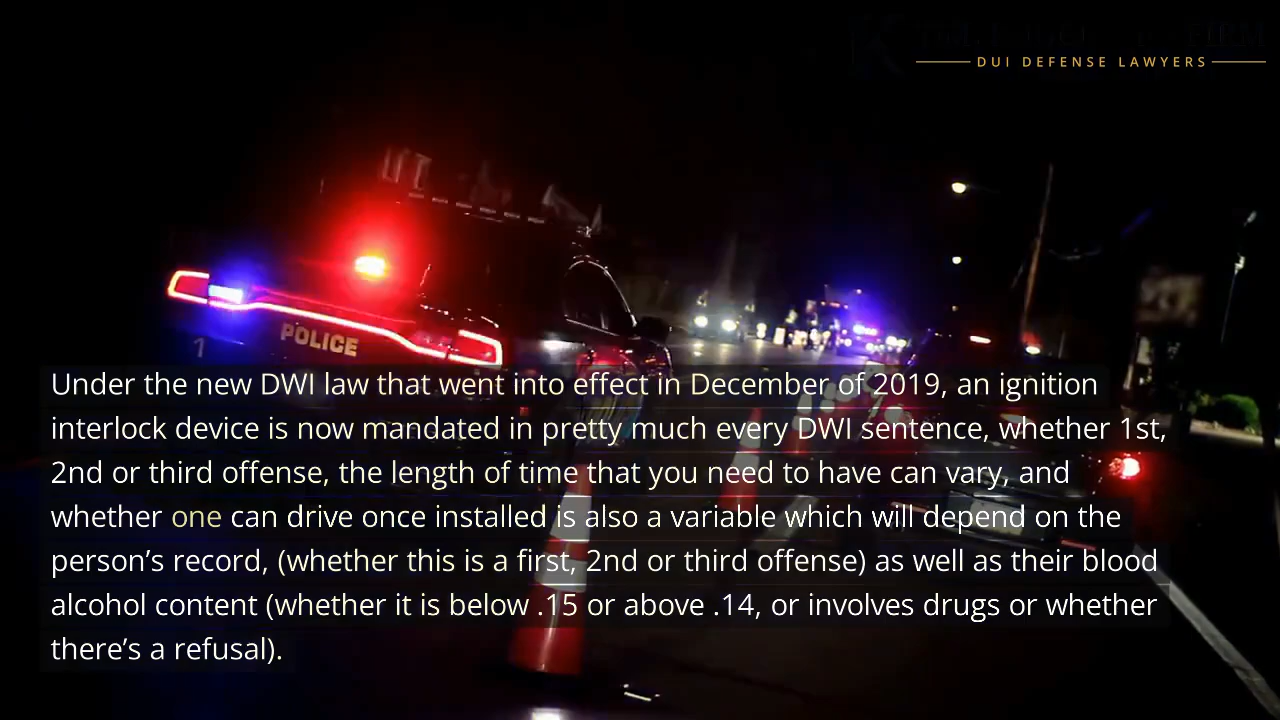 DUI DEFENSE LAWYERS
POLICE
1
Under the new DWI law that went into effect in December of 2019, an ignition
interlock device is now mandated in pretty much every DWI sentence, whether 1st,
2nd or third offense, the length of time that you need to have can vary, and
whether one can drive once installed is also a variable which will depend on the
person’s record, (whether this is a first, 2nd or third offense) as well as their blood
alcohol content (whether it is below .15 or above .14, or involves drugs or whether
there’s a refusal).